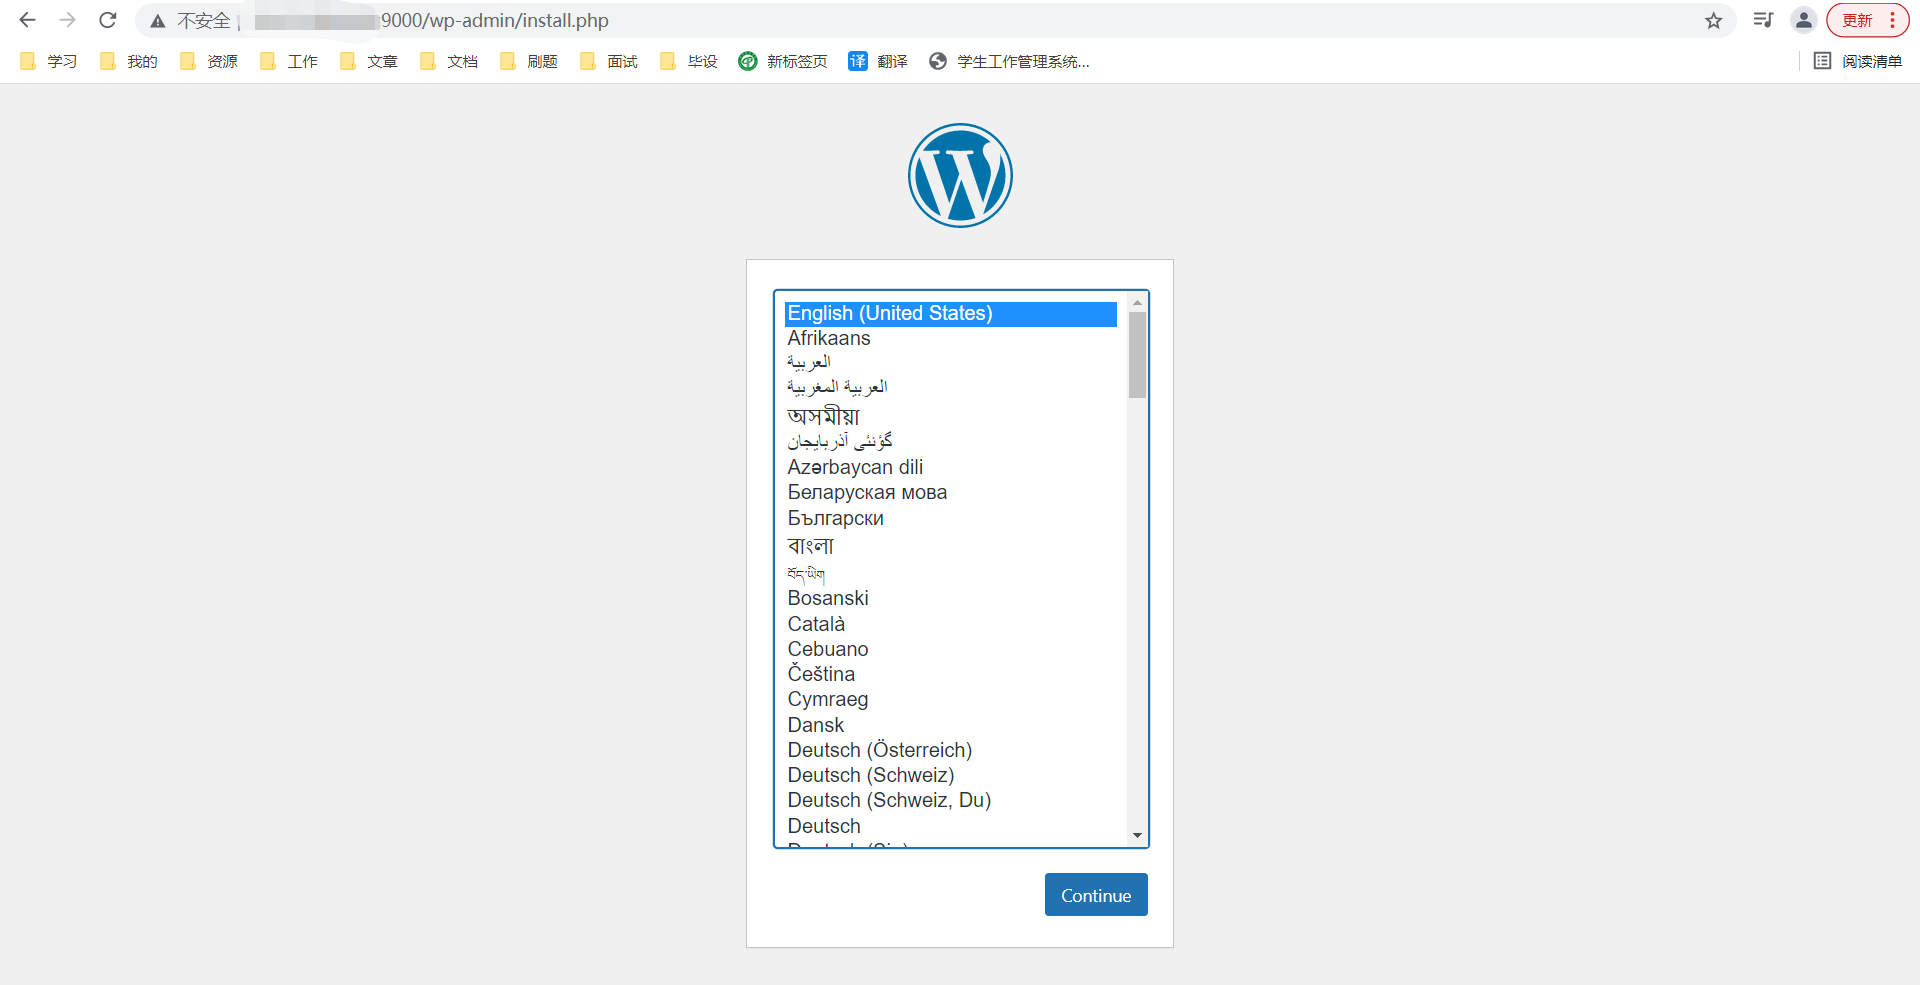 不安全 9000/wp-admin/install.php 更新
学习 我的 资源 工作 文章 文档 刷题 面试 毕设 新标签页 译 翻译 学生工作管理系统... 阅读清单
English (United States)
Afrikaans
العربية
العربية المغربية
অসমীয়া
گؤنئی آذربایجان
Azərbaycan dili
Беларуская мова
Български
বাংলা
བོད་ཡིག
Bosanski
Català
Cebuano
Čeština
Cymraeg
Dansk
Deutsch (Österreich)
Deutsch (Schweiz)
Deutsch (Schweiz, Du)
Deutsch
Continue